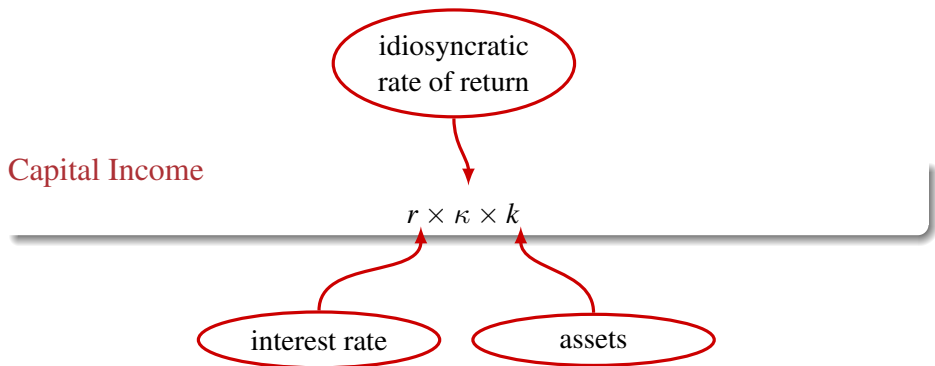 idiosyncratic
rate of return
Capital Income
r × κ × k
interest rate
assets